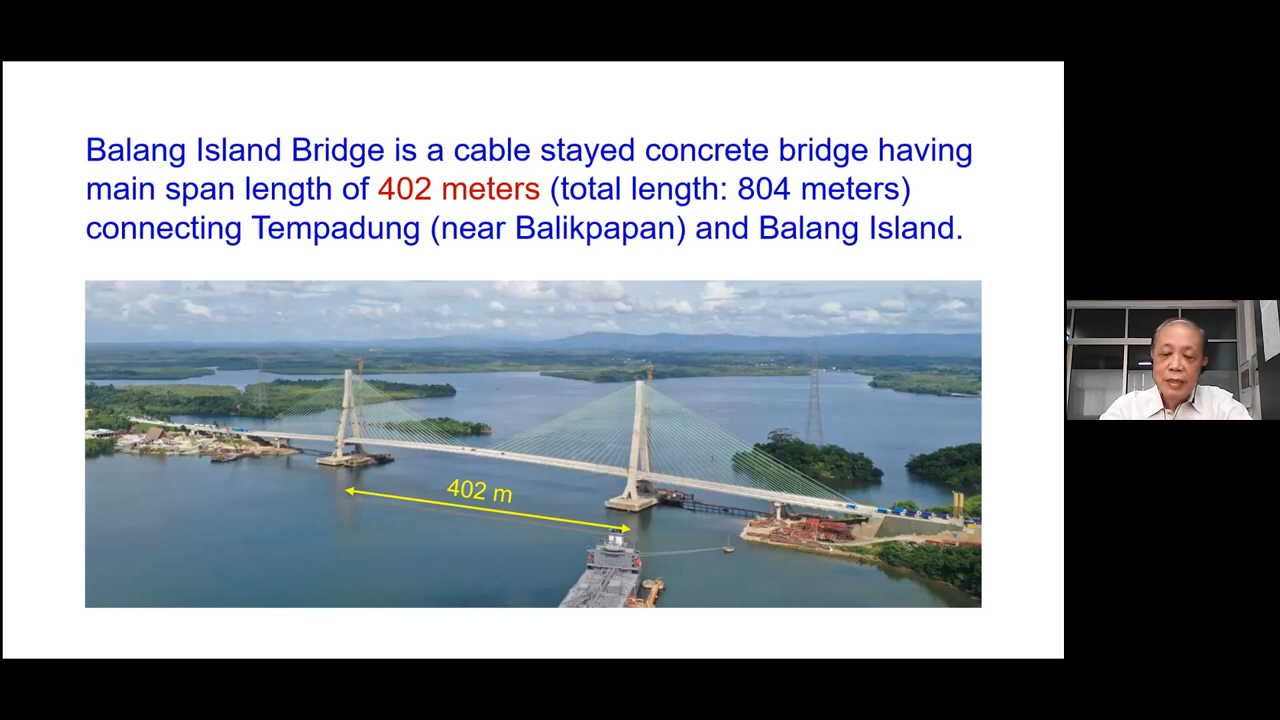 Balang Island Bridge is a cable stayed concrete bridge having
main span length of 402 meters (total length: 804 meters)
connecting Tempadung (near Balikpapan) and Balang Island.
402 m